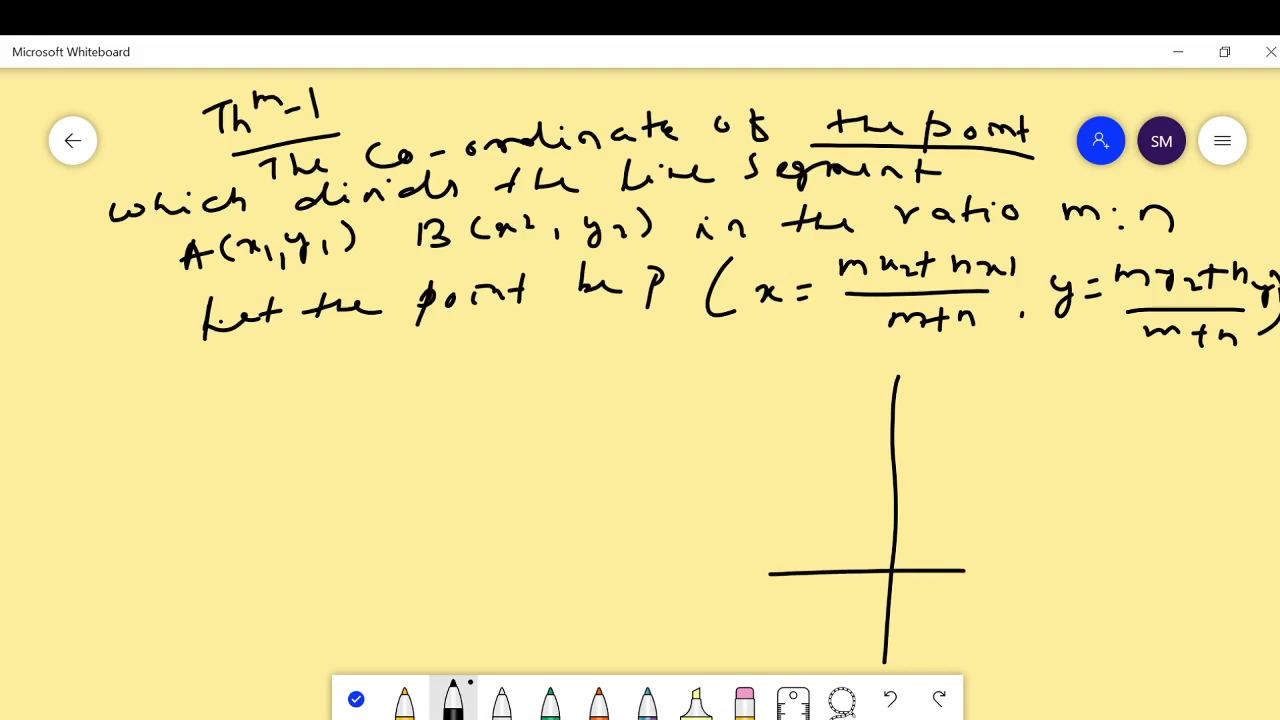 Microsoft Whiteboard
Thᵐ-1
The Co-ordinate of the point
which divids the line segment
A(x₁,y₁) B(x2, y₂) in the ratio m:n
SM
Let the point be P (x = (mx₂+nx1)/(m+n), y = (my₂+ny1)/(m+n))